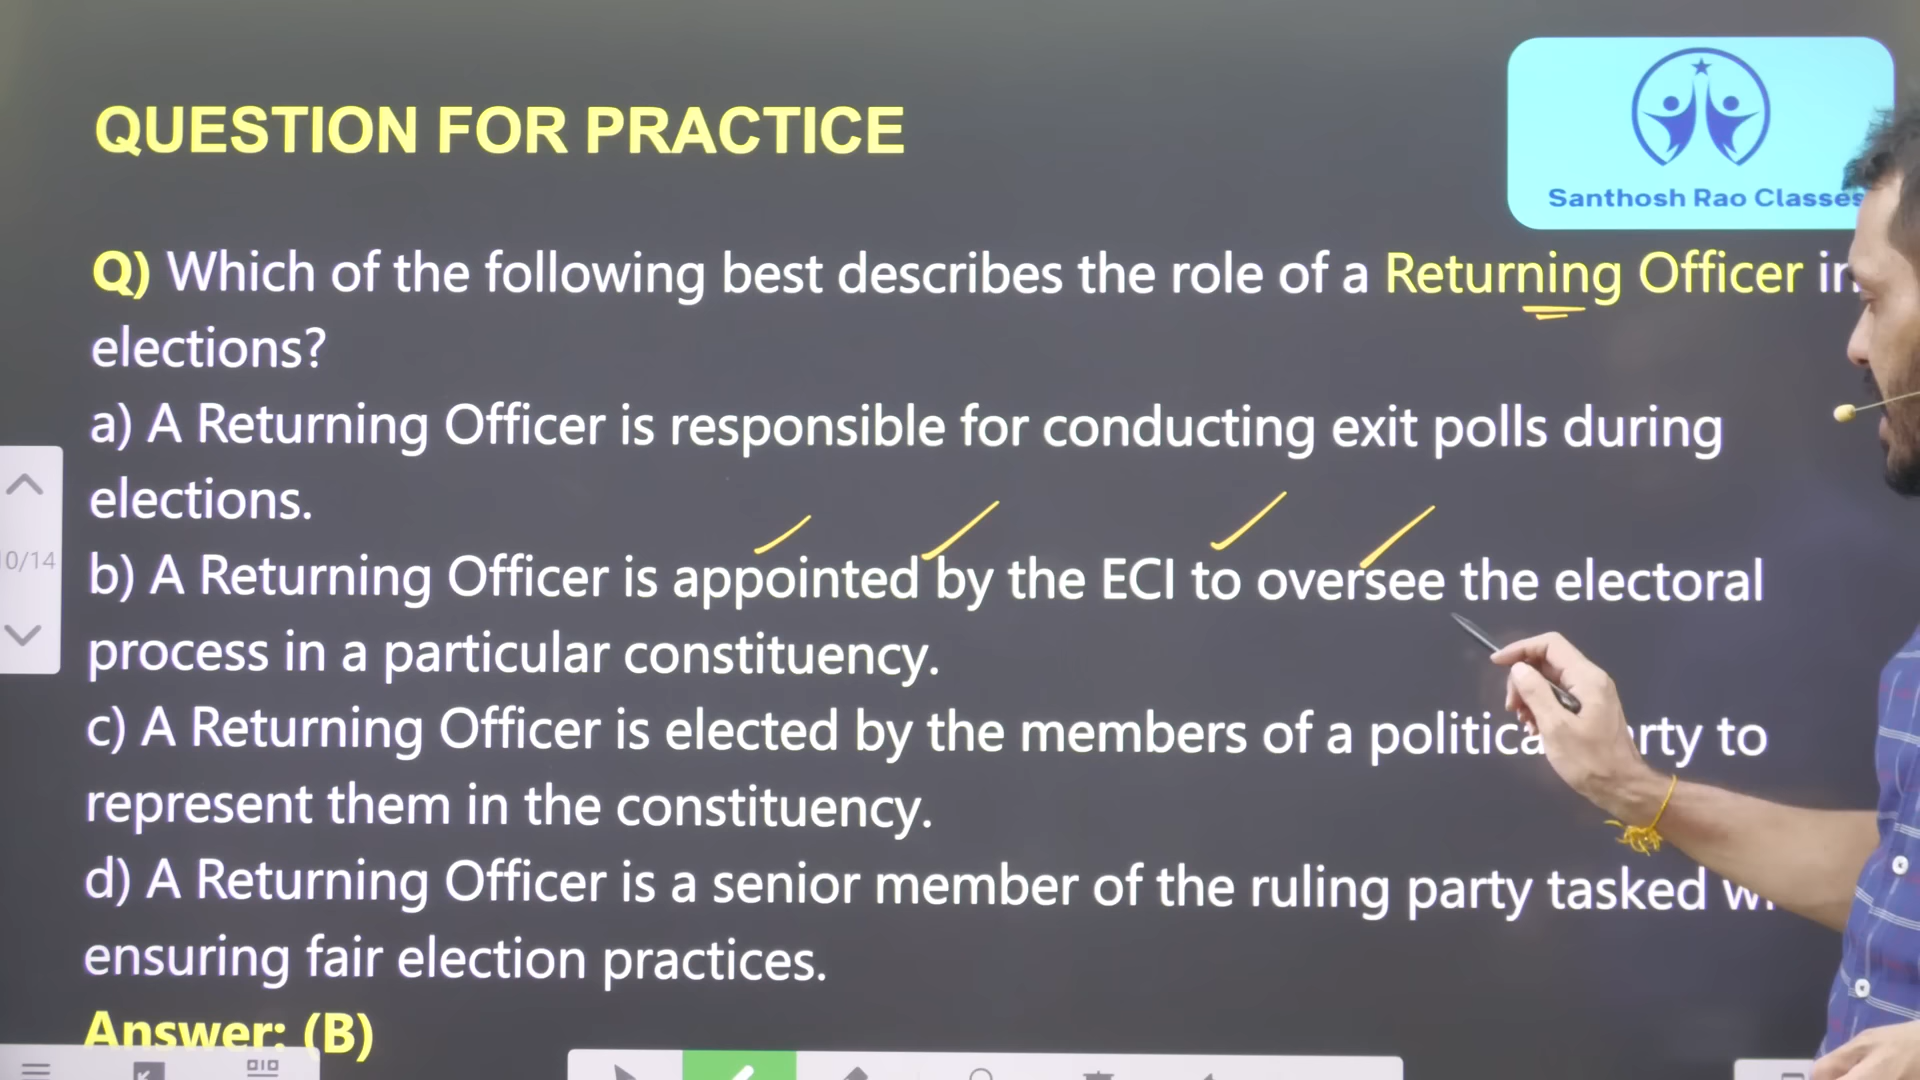 QUESTION FOR PRACTICE
Santhosh Rao Classes
Q) Which of the following best describes the role of a Returning Officer in
elections?
a) A Returning Officer is responsible for conducting exit polls during
elections.
b) A Returning Officer is appointed by the ECI to oversee the electoral
10/14
process in a particular constituency.
c) A Returning Officer is elected by the members of a political party to
represent them in the constituency.
d) A Returning Officer is a senior member of the ruling party tasked
ensuring fair election practices.
Answer: (B)